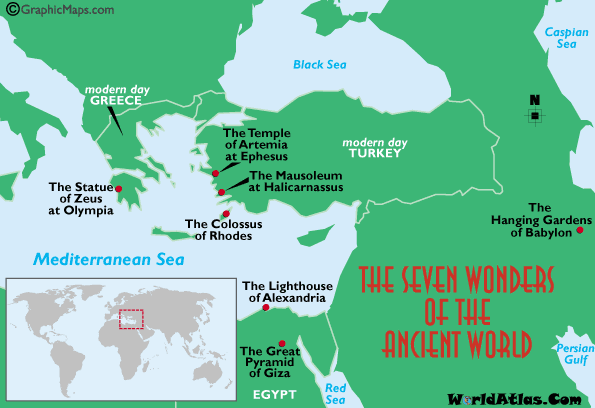 ©GraphicMaps.com
Caspian
Sea
Black Sea
modern day
GREECE
N
The Temple
of Artemia
at Ephesus
modern day
TURKEY
The Mausoleum
at Halicarnassus
The Statue
of Zeus
at Olympia
The Colossus
of Rhodes
The
Hanging Gardens
of Babylon
Mediterranean Sea
THE SEVEN WONDERS
OF THE
ANCIENT WORLD
The Lighthouse
of Alexandria
The Great
Pyramid
of Giza
EGYPT
Red
Sea
Persian
Gulf
WorldAtlas.Com